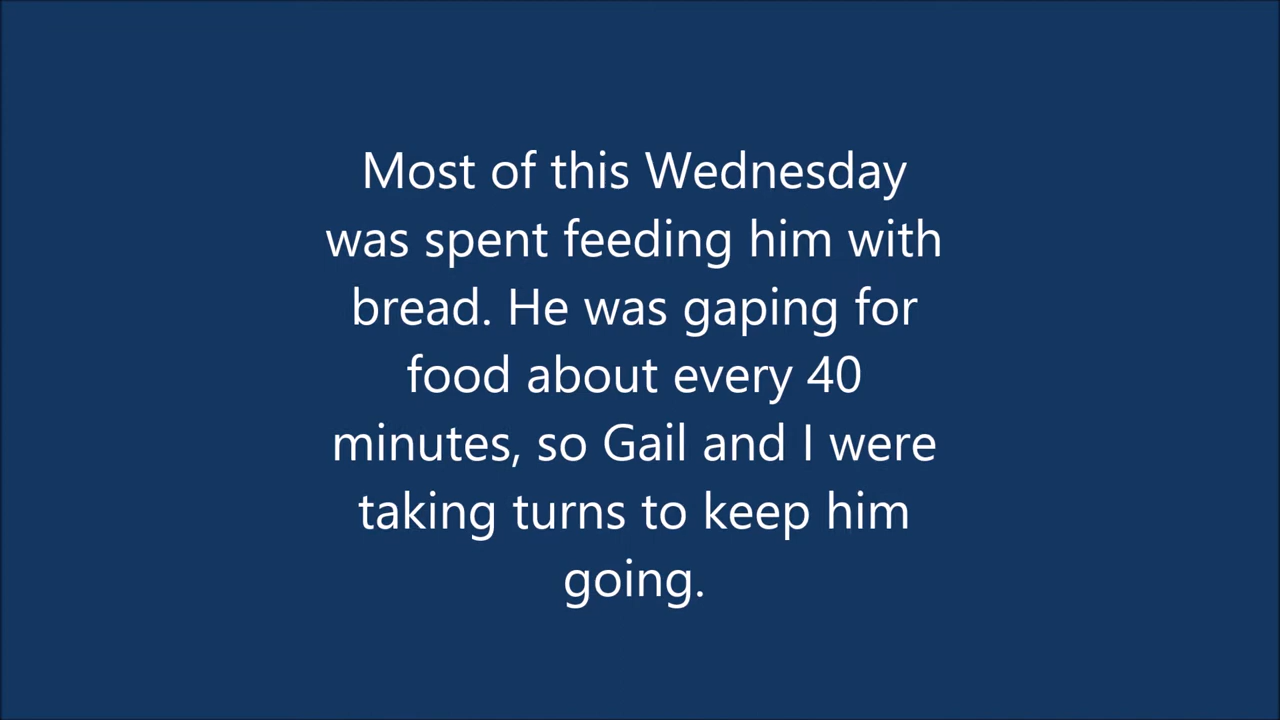 Most of this Wednesday
was spent feeding him with
bread. He was gaping for
food about every 40
minutes, so Gail and I were
taking turns to keep him
going.